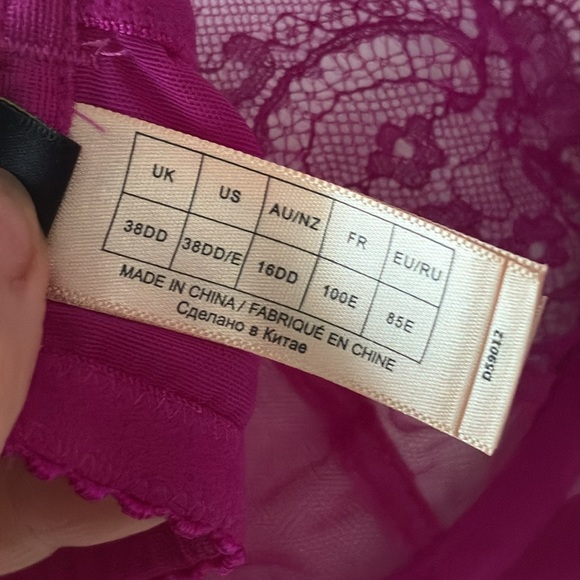 UK US AU/NZ FR EU/RU
38DD 38DD/E 16DD 100E 85E
MADE IN CHINA / FABRIQUÉ EN CHINE
Сделано в Китае
D59012